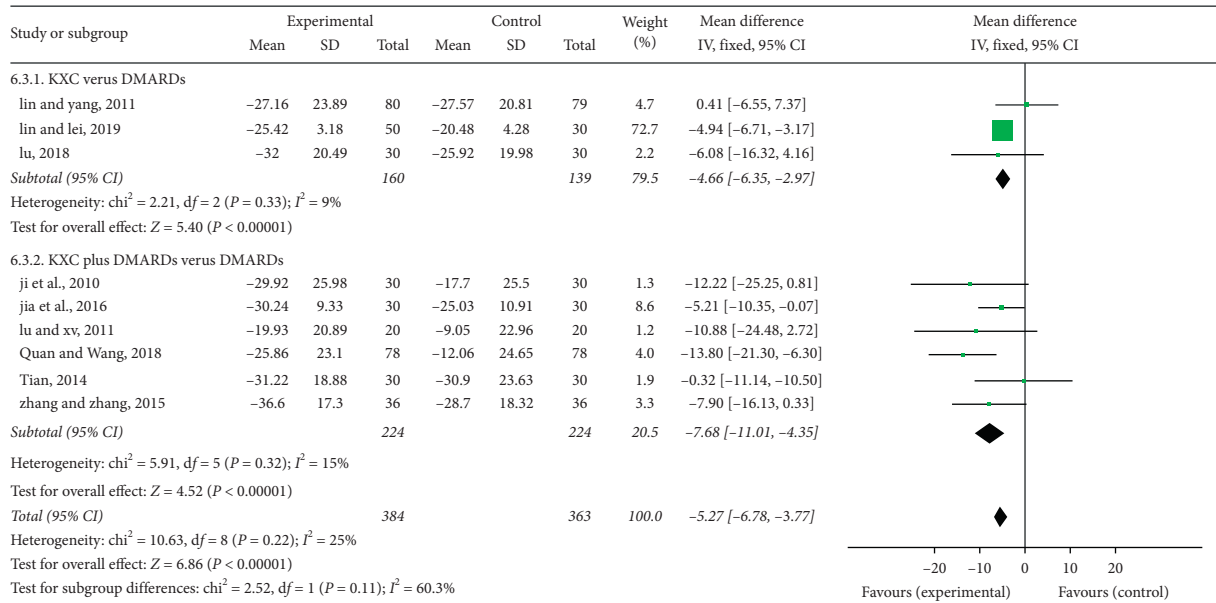 Study or subgroup Experimental Control Weight (%) Mean difference Mean difference
Mean SD Total Mean SD Total IV, fixed, 95% CI IV, fixed, 95% CI
6.3.1. KXC versus DMARDs
lin and yang, 2011 –27.16 23.89 80 –27.57 20.81 79 4.7 0.41 [–6.55, 7.37]
lin and lei, 2019 –25.42 3.18 50 –20.48 4.28 30 72.7 –4.94 [–6.71, –3.17]
lu, 2018 –32 20.49 30 –25.92 19.98 30 2.2 –6.08 [–16.32, 4.16]
Subtotal (95% CI) 160 139 79.5 –4.66 [–6.35, –2.97]
Heterogeneity: chi² = 2.21, df = 2 (P = 0.33); I² = 9%
Test for overall effect: Z = 5.40 (P < 0.00001)
6.3.2. KXC plus DMARDs versus DMARDs
ji et al., 2010 –29.92 25.98 30 –17.7 25.5 30 1.3 –12.22 [–25.25, 0.81]
jia et al., 2016 –30.24 9.33 30 –25.03 10.91 30 8.6 –5.21 [–10.35, –0.07]
lu and xv, 2011 –19.93 20.89 20 –9.05 22.96 20 1.2 –10.88 [–24.48, 2.72]
Quan and Wang, 2018 –25.86 23.1 78 –12.06 24.65 78 4.0 –13.80 [–21.30, –6.30]
Tian, 2014 –31.22 18.88 30 –30.9 23.63 30 1.9 –0.32 [–11.14, –10.50]
zhang and zhang, 2015 –36.6 17.3 36 –28.7 18.32 36 3.3 –7.90 [–16.13, 0.33]
Subtotal (95% CI) 224 224 20.5 –7.68 [–11.01, –4.35]
Heterogeneity: chi² = 5.91, df = 5 (P = 0.32); I² = 15%
Test for overall effect: Z = 4.52 (P < 0.00001)
Total (95% CI) 384 363 100.0 –5.27 [–6.78, –3.77]
Heterogeneity: chi² = 10.63, df = 8 (P = 0.22); I² = 25%
Test for overall effect: Z = 6.86 (P < 0.00001)
Test for subgroup differences: chi² = 2.52, df = 1 (P = 0.11); I² = 60.3%
–20 –10 0 10 20
Favours (experimental) Favours (control)